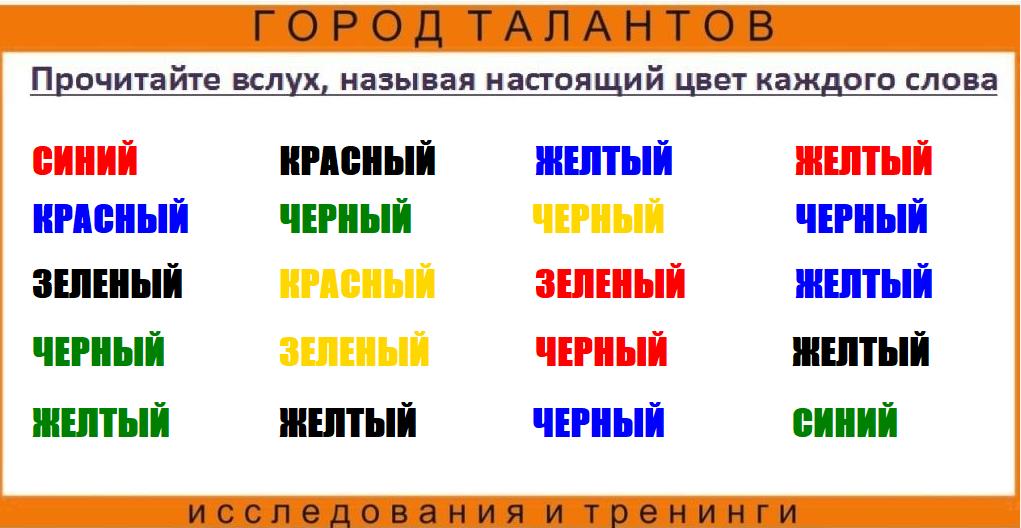 ГОРОД ТАЛАНТОВ
Прочитайте вслух, называя настоящий цвет каждого слова
СИНИЙ КРАСНЫЙ ЖЕЛТЫЙ ЖЕЛТЫЙ
КРАСНЫЙ ЧЕРНЫЙ ЧЕРНЫЙ ЧЕРНЫЙ
ЗЕЛЕНЫЙ КРАСНЫЙ ЗЕЛЕНЫЙ ЖЕЛТЫЙ
ЧЕРНЫЙ ЗЕЛЕНЫЙ ЧЕРНЫЙ ЖЕЛТЫЙ
ЖЕЛТЫЙ ЖЕЛТЫЙ ЧЕРНЫЙ СИНИЙ
исследования и тренинги